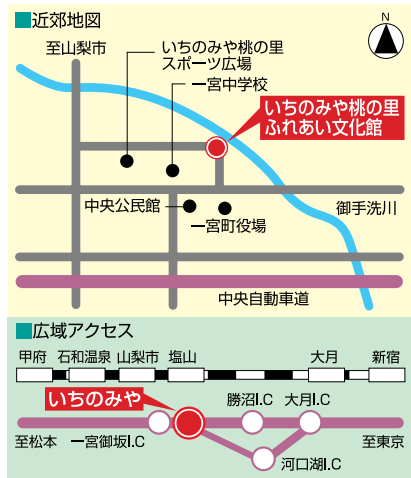 ■近郊地図
N
至山梨市
いちのみや桃の里
スポーツ広場
一宮中学校
いちのみや桃の里
ふれあい文化館
中央公民館
一宮町役場
御手洗川
中央自動車道
■広域アクセス
甲府 石和温泉 山梨市 塩山 大月 新宿
いちのみや
勝沼I.C 大月I.C
至松本 一宮御坂I.C 至東京
河口湖I.C